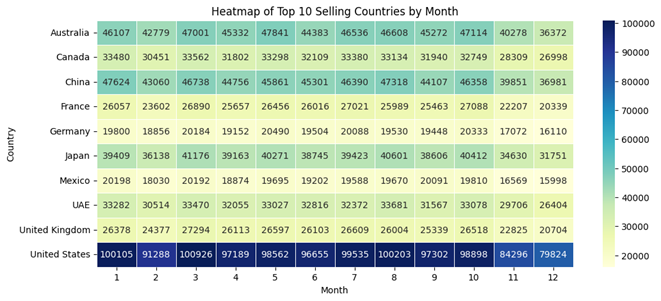 Heatmap of Top 10 Selling Countries by Month
Australia 46107 42779 47001 45332 47841 44383 46536 46608 45272 47114 40278 36372
Canada 33480 30451 33562 31802 33298 32109 33380 33134 31940 32749 28309 26998
China 47624 43060 46738 44756 45861 45301 46390 47318 44107 46358 39851 36981
France 26057 23602 26890 25657 26456 26016 27021 25989 25463 27088 22207 20339
Germany 19800 18856 20184 19152 20490 19504 20088 19530 19448 20333 17072 16110
Japan 39409 36138 41176 39163 40271 38745 39423 40601 38606 40412 34630 31751
Mexico 20198 18030 20192 18874 19695 19202 19588 19670 20091 19810 16569 15998
UAE 33282 30514 33470 32055 33027 32816 32372 33681 31567 33078 29706 26404
United Kingdom 26378 24377 27294 26113 26597 26103 26609 26004 25339 26518 22825 20704
United States 100105 91288 100926 97189 98562 96655 99535 100203 97302 98898 84296 79824
1 2 3 4 5 6 7 8 9 10 11 12
Month
Country
100000
90000
80000
70000
60000
50000
40000
30000
20000